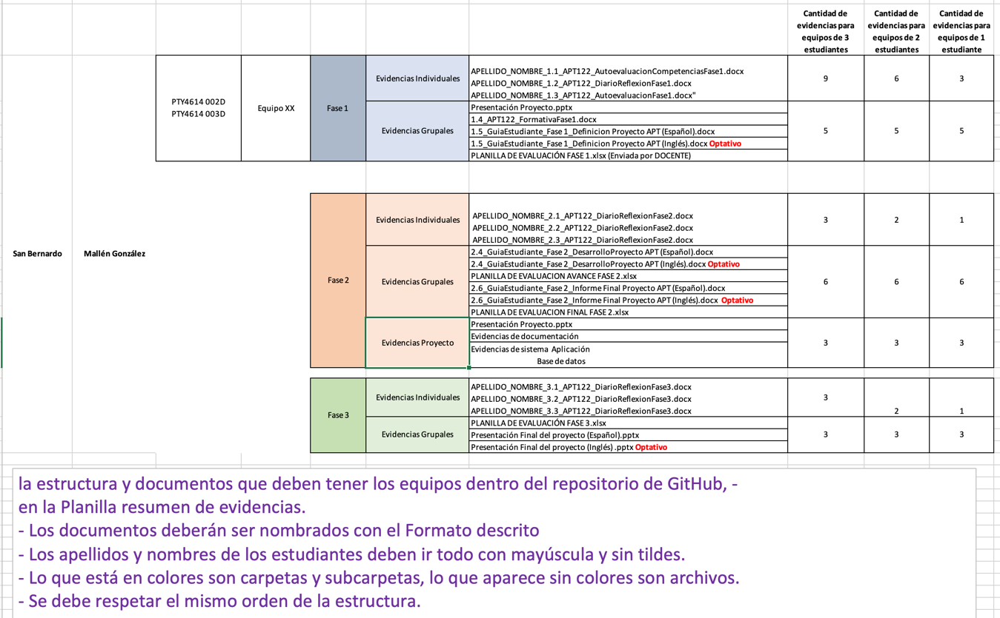 Cantidad de evidencias para equipos de 3 estudiantes
Cantidad de evidencias para equipos de 2 estudiantes
Cantidad de evidencias para equipos de 1 estudiante
San Bernardo
Mallén González
PTY4614 002D
PTY4614 003D
Equipo XX
Fase 1
Evidencias Individuales
APELLIDO_NOMBRE_1.1_APT122_AutoevaluacionCompetenciasFase1.docx
APELLIDO_NOMBRE_1.2_APT122_DiarioReflexionFase1.docx
APELLIDO_NOMBRE_1.3_APT122_AutoevaluacionFase1.docx"
9 6 3
Evidencias Grupales
Presentación Proyecto.pptx
1.4_APT122_FormativaFase1.docx
1.5_GuiaEstudiante_Fase 1_Definicion Proyecto APT (Español).docx
1.5_GuiaEstudiante_Fase 1_Definicion Proyecto APT (Inglés).docx Optativo
PLANILLA DE EVALUACIÓN FASE 1.xlsx (Enviada por DOCENTE)
5 5 5
Fase 2
Evidencias Individuales
APELLIDO_NOMBRE_2.1_APT122_DiarioReflexionFase2.docx
APELLIDO_NOMBRE_2.2_APT122_DiarioReflexionFase2.docx
APELLIDO_NOMBRE_2.3_APT122_DiarioReflexionFase2.docx
3 2 1
Evidencias Grupales
2.4_GuiaEstudiante_Fase 2_DesarrolloProyecto APT (Español).docx
2.4_GuiaEstudiante_Fase 2_DesarrolloProyecto APT (Inglés).docx Optativo
PLANILLA DE EVALUACION AVANCE FASE 2.xlsx
2.6_GuiaEstudiante_Fase 2_Informe Final Proyecto APT (Español).docx
2.6_GuiaEstudiante_Fase 2_Informe Final Proyecto APT (Inglés).docx Optativo
PLANILLA DE EVALUACION FINAL FASE 2.xlsx
6 6 6
Evidencias Proyecto
Presentación Proyecto.pptx
Evidencias de documentación
Evidencias de sistema Aplicación
Base de datos
3 3 3
Fase 3
Evidencias Individuales
APELLIDO_NOMBRE_3.1_APT122_DiarioReflexionFase3.docx
APELLIDO_NOMBRE_3.2_APT122_DiarioReflexionFase3.docx
APELLIDO_NOMBRE_3.3_APT122_DiarioReflexionFase3.docx
3 2 1
Evidencias Grupales
PLANILLA DE EVALUACIÓN FASE 3.xlsx
Presentación Final del proyecto (Español).pptx
Presentación Final del proyecto (Inglés) .pptx Optativo
3 3 3
la estructura y documentos que deben tener los equipos dentro del repositorio de GitHub, -
en la Planilla resumen de evidencias.
- Los documentos deberán ser nombrados con el Formato descrito
- Los apellidos y nombres de los estudiantes deben ir todo con mayúscula y sin tildes.
- Lo que está en colores son carpetas y subcarpetas, lo que aparece sin colores son archivos.
- Se debe respetar el mismo orden de la estructura.